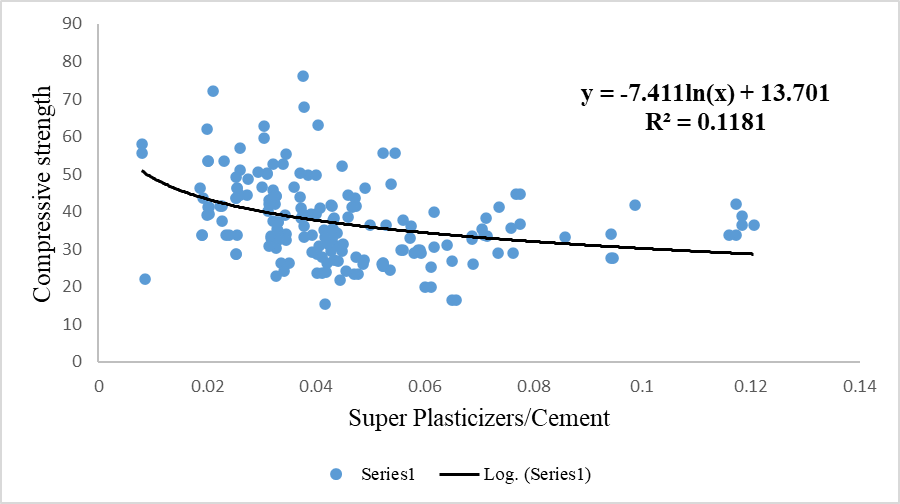 90
80
70
60
50
40
30
20
10
0
Compressive strength
y = -7.411ln(x) + 13.701
R² = 0.1181
0 0.02 0.04 0.06 0.08 0.1 0.12 0.14
Super Plasticizers/Cement
Series1 Log. (Series1)